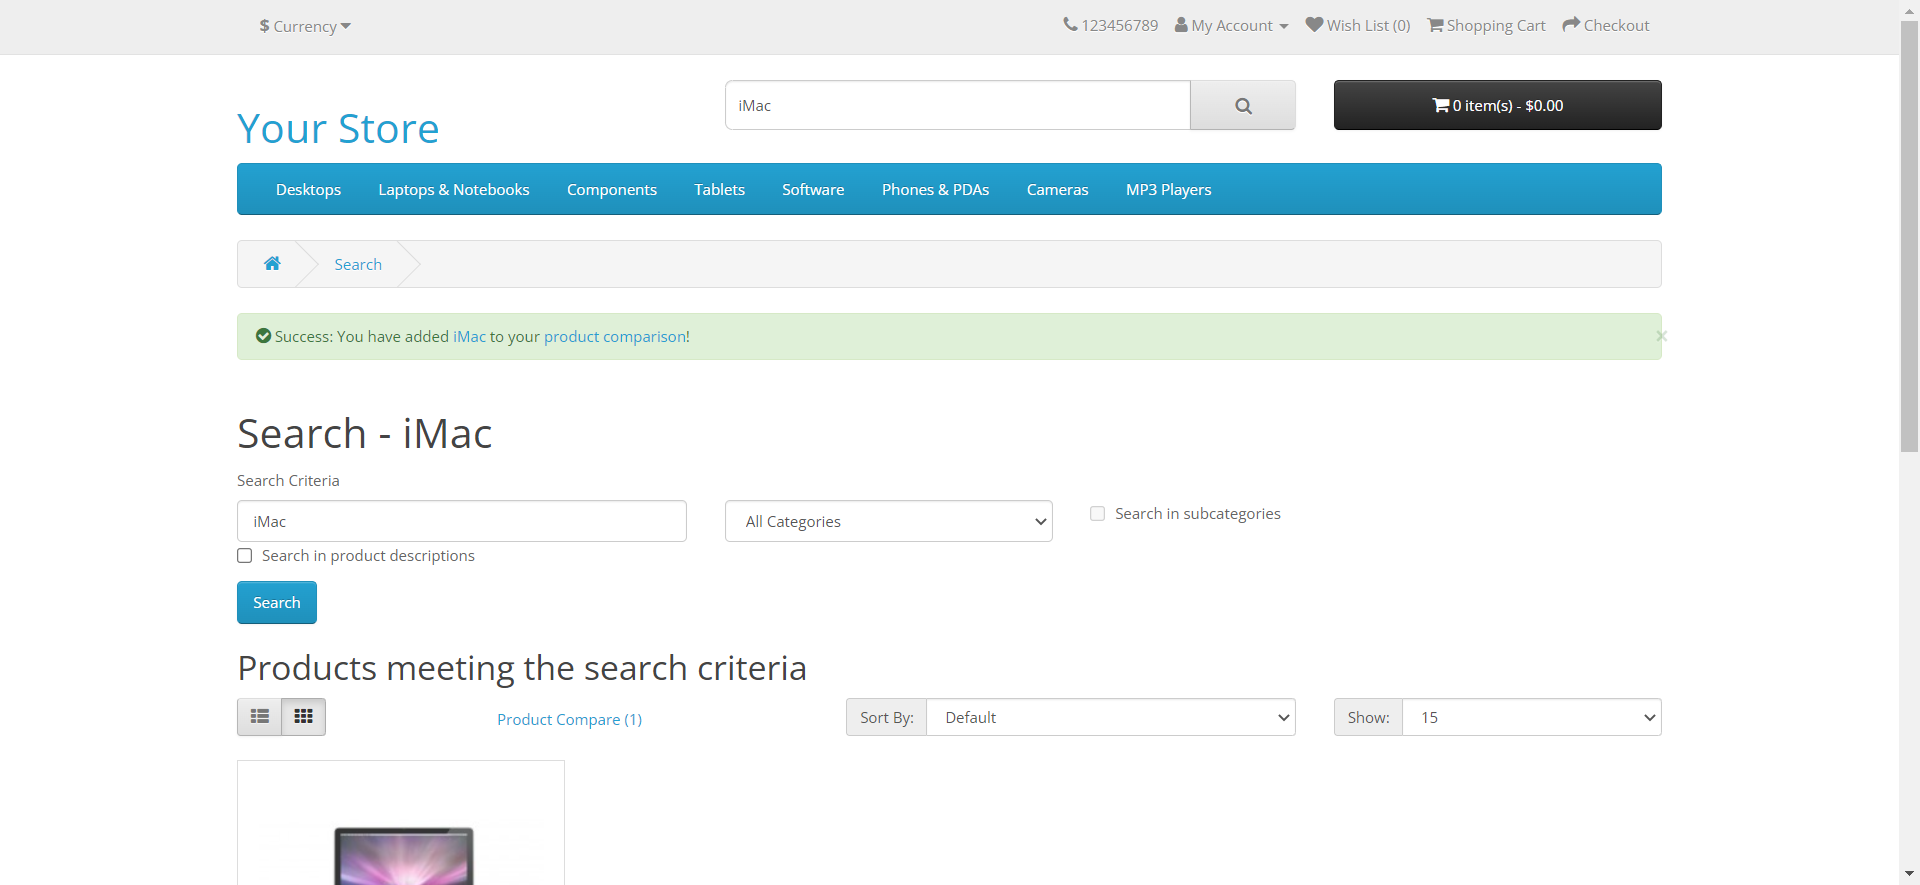 $ Currency
123456789 My Account Wish List (0) Shopping Cart Checkout
iMac
0 item(s) - $0.00
Your Store
Desktops Laptops & Notebooks Components Tablets Software Phones & PDAs Cameras MP3 Players
Search
Success: You have added iMac to your product comparison!
×
Search - iMac
Search Criteria
iMac
All Categories
Search in subcategories
Search in product descriptions
Search
Products meeting the search criteria
Product Compare (1)
Sort By: Default
Show: 15